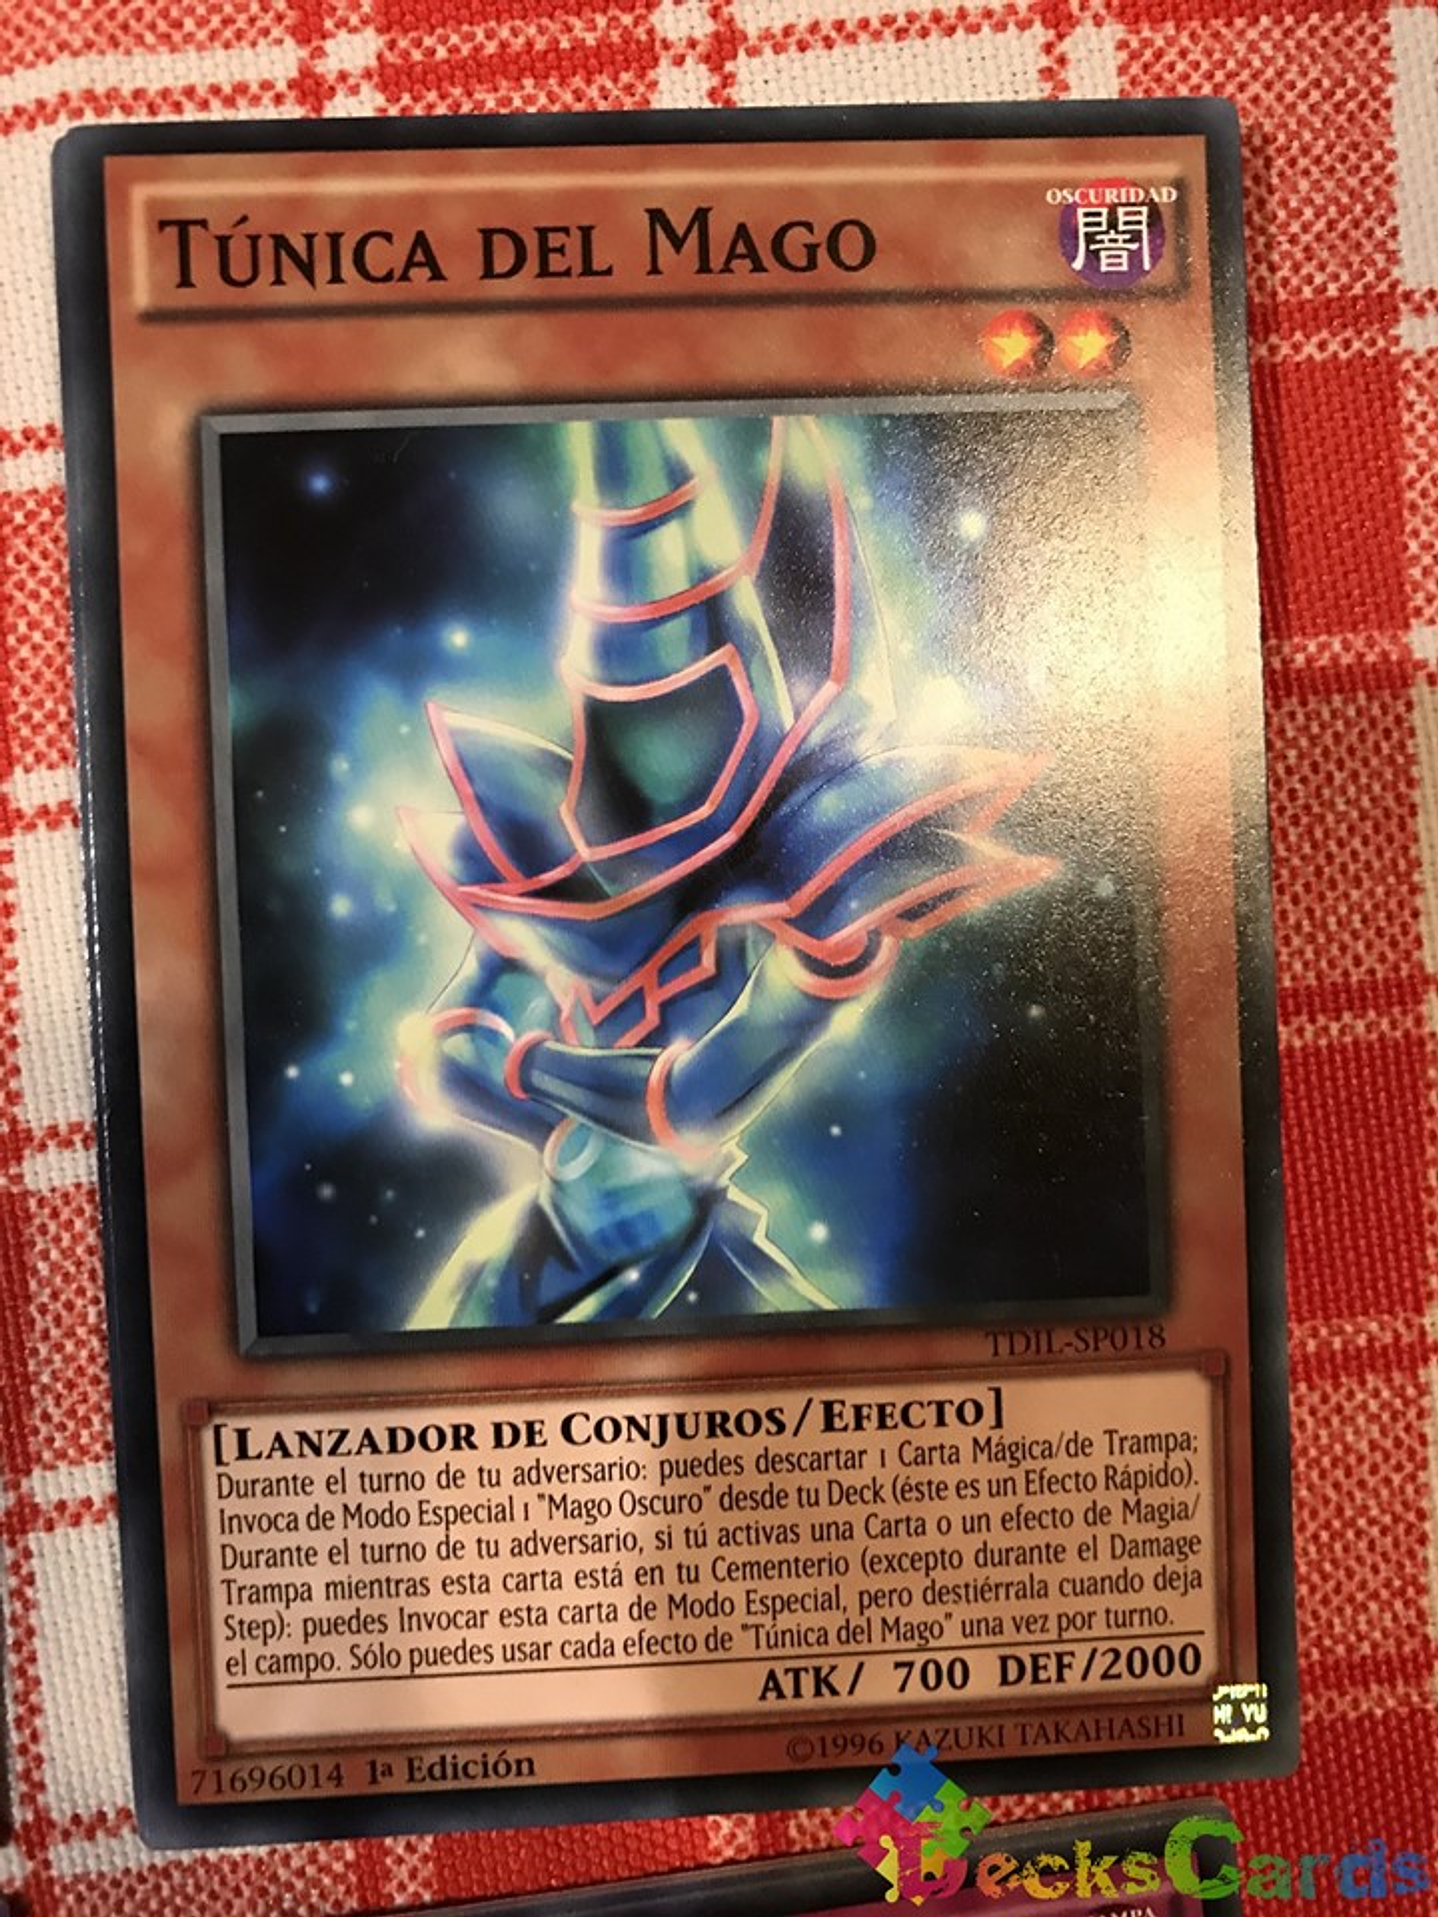 TÚNICA DEL MAGO
OSCURIDAD
闇
TDIL-SP018
[LANZADOR DE CONJUROS/EFECTO]
Durante el turno de tu adversario: puedes descartar 1 Carta Mágica/de Trampa;
Invoca de Modo Especial 1 "Mago Oscuro" desde tu Deck (éste es un Efecto Rápido).
Durante el turno de tu adversario, si tú activas una Carta o un efecto de Magia/
Trampa mientras esta carta está en tu Cementerio (excepto durante el Damage
Step): puedes Invocar esta carta de Modo Especial, pero destiérrala cuando deja
el campo. Sólo puedes usar cada efecto de "Túnica del Mago" una vez por turno.
ATK/ 700 DEF/2000
71696014 1ª Edición
©1996 KAZUKI TAKAHASHI
DecksCards